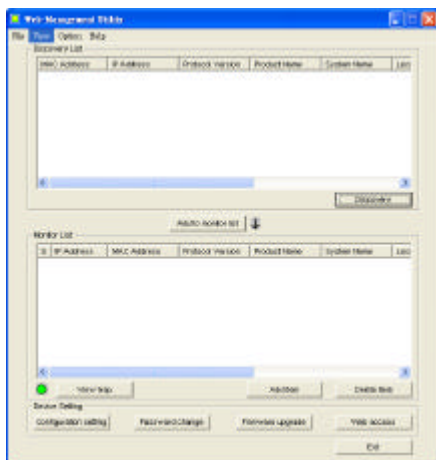 Web Management Utility
File View Option Help
Discovery List
MAC Address IP Address Protocol Version Product Name System Name Loca
Discovery
Add to monitor list
Monitor List
S IP Address MAC Address Protocol Version Product Name System Name Loca
View trap Add Item Delete Item
Device Setting
Configuration setting Password change Firmware upgrade Web access
Exit